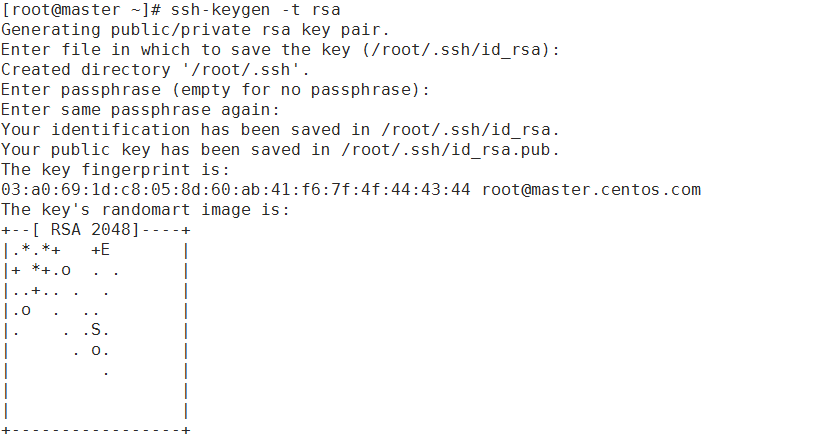 [root@master ~]# ssh-keygen -t rsa
Generating public/private rsa key pair.
Enter file in which to save the key (/root/.ssh/id_rsa):
Created directory '/root/.ssh'.
Enter passphrase (empty for no passphrase):
Enter same passphrase again:
Your identification has been saved in /root/.ssh/id_rsa.
Your public key has been saved in /root/.ssh/id_rsa.pub.
The key fingerprint is:
03:a0:69:1d:c8:05:8d:60:ab:41:f6:7f:4f:44:43:44 root@master.centos.com
The key's randomart image is:
+--[ RSA 2048]----+
|.*.*+   +E       |
|+ *+.o  . .      |
|..+.. .  .       |
|.o  .  ..        |
|.    . .S.       |
|      . o.       |
|         .       |
|                 |
|                 |
+-----------------+